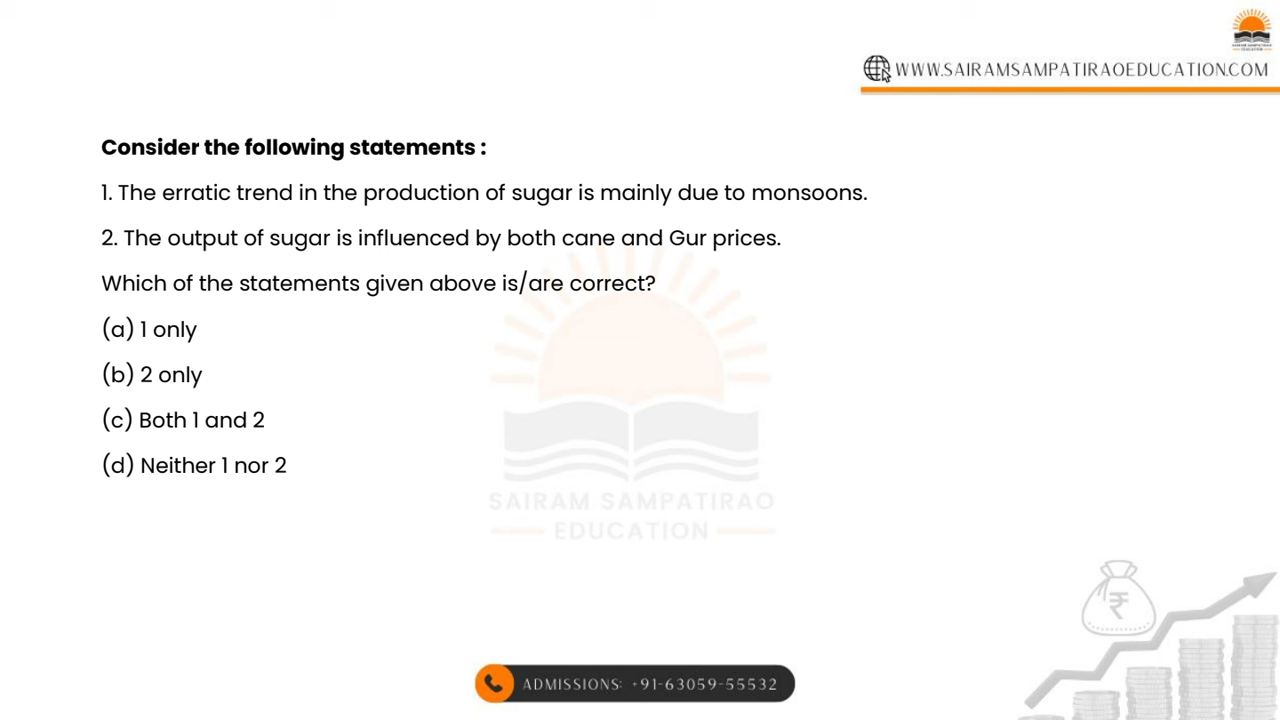 WWW.SAIRAMSAMPATIRAOEDUCATION.COM
Consider the following statements :
1. The erratic trend in the production of sugar is mainly due to monsoons.
2. The output of sugar is influenced by both cane and Gur prices.
Which of the statements given above is/are correct?
(a) 1 only
(b) 2 only
(c) Both 1 and 2
(d) Neither 1 nor 2
SAIRAM SAMPATIRAO
EDUCATION
₹
ADMISSIONS: +91-63059-55532